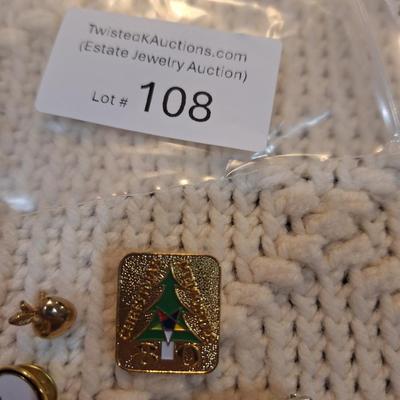 TwistedKAuctions.com
(Estate Jewelry Auction)
Lot # 108